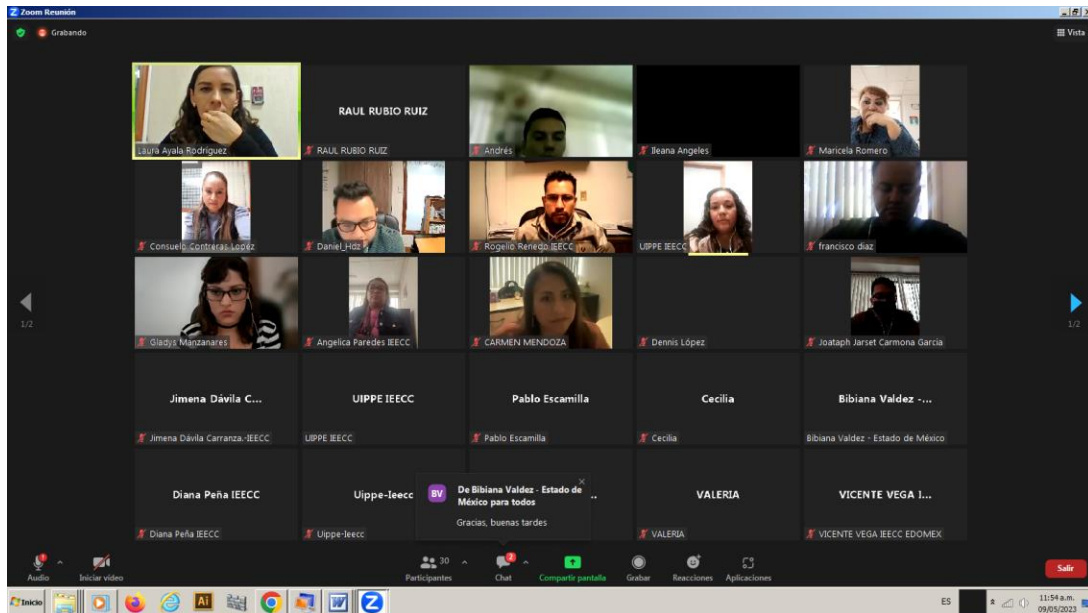 Zoom Reunión
Grabando
Vista
Laura Ayala Rodríguez
RAUL RUBIO RUIZ
RAUL RUBIO RUIZ
Andrés
Ileana Angeles
Maricela Romero
Consuelo Contreras Lopez
Daniel_Hdz
Rogelio Renedo IEECC
UIPPE IEECC
francisco diaz
Gladys Manzanares
Angelica Paredes IEECC
CARMEN MENDOZA
Dennis López
Joataph Jarset Carmona Garcia
1/2
1/2
Jimena Dávila C...
UIPPE IEECC
Pablo Escamilla
Cecilia
Bibiana Valdez -...
Jimena Dávila Carranza.-IEECC
UIPPE IEECC
Pablo Escamilla
Cecilia
Bibiana Valdez - Estado de México
Diana Peña IEECC
Uippe-Ieecc
BV
De Bibiana Valdez - Estado de
México para todos
Gracias, buenas tardes
..
VALERIA
VICENTE VEGA I...
Diana Peña IEECC
Uippe-Ieecc
VALERIA
VICENTE VEGA IEECC EDOMEX
30
2
Audio
Iniciar video
Participantes
Chat
Compartir pantalla
Grabar
Reacciones
Aplicaciones
Salir
Inicio
Ai
W
ES
11:54 a.m.
09/05/2023